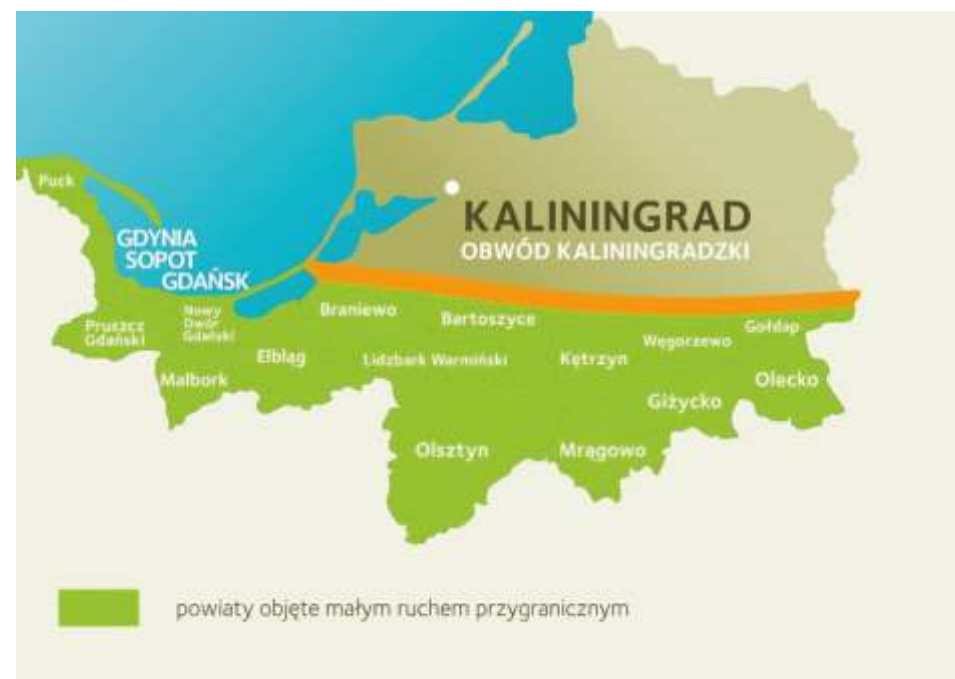 Puck
GDYNIA
SOPOT
GDAŃSK
KALININGRAD
OBWÓD KALININGRADZKI
Pruszcz
Gdański
Nowy
Dwór
Gdański
Braniewo
Bartoszyce
Gołdap
Węgorzewo
Elbląg
Lidzbark Warmiński
Kętrzyn
Malbork
Olecko
Giżycko
Olsztyn
Mrągowo
powiaty objęte małym ruchem przygranicznym